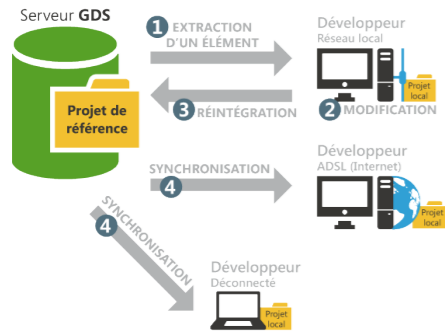 Serveur GDS
1 EXTRACTION
D'UN ÉLÉMENT
Développeur
Réseau local
Projet de
référence
Projet
local
3 RÉINTÉGRATION
2 MODIFICATION
Développeur
ADSL (Internet)
SYNCHRONISATION
4
Projet
local
SYNCHRONISATION
4
Développeur
Déconnecté
Projet
local